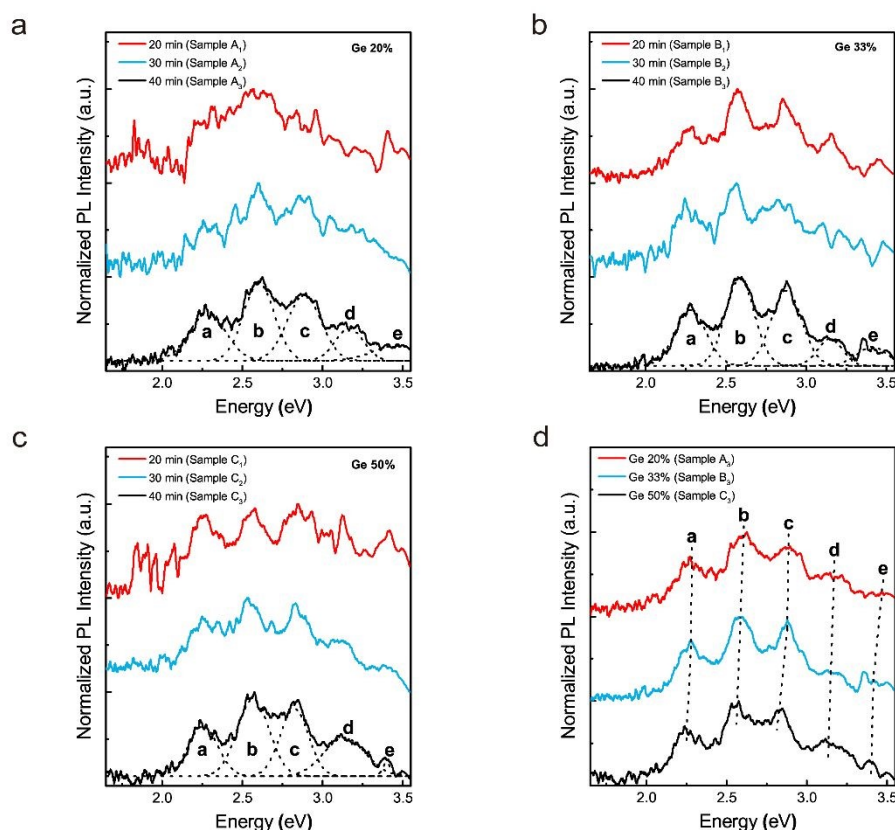 a
20 min (Sample A₁)
30 min (Sample A₂)
40 min (Sample A₃)
Ge 20%
Normalized PL Intensity (a.u.)
a
b
c
d
e
2.0 2.5 3.0 3.5
Energy (eV)
b
20 min (Sample B₁)
30 min (Sample B₂)
40 min (Sample B₃)
Ge 33%
Normalized PL Intensity (a.u.)
a
b
c
d
e
2.0 2.5 3.0 3.5
Energy (eV)
c
20 min (Sample C₁)
30 min (Sample C₂)
40 min (Sample C₃)
Ge 50%
Normalized PL Intensity (a.u.)
a
b
c
d
e
2.0 2.5 3.0 3.5
Energy (eV)
d
Ge 20% (Sample A₃)
Ge 33% (Sample B₃)
Ge 50% (Sample C₃)
Normalized PL Intensity (a.u.)
a
b
c
d
e
2.0 2.5 3.0 3.5
Energy (eV)